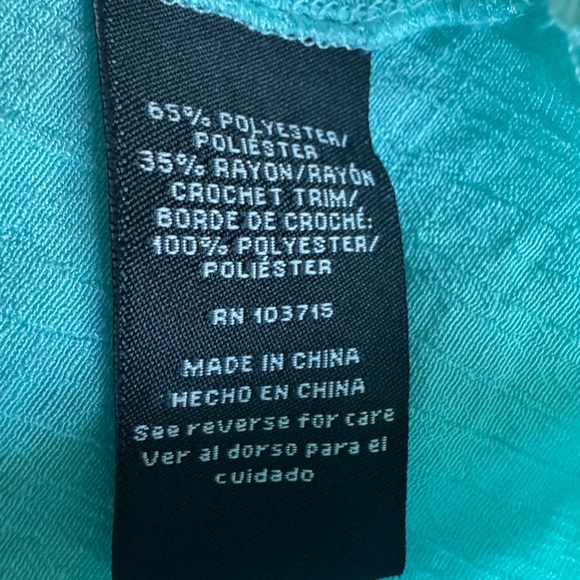 65% POLYESTER/
POLIÉSTER
35% RAYON/RAYÓN
CROCHET TRIM/
BORDE DE CROCHÉ:
100% POLYESTER/
POLIÉSTER
RN 103715
MADE IN CHINA
HECHO EN CHINA
See reverse for care
Ver al dorso para el
cuidado